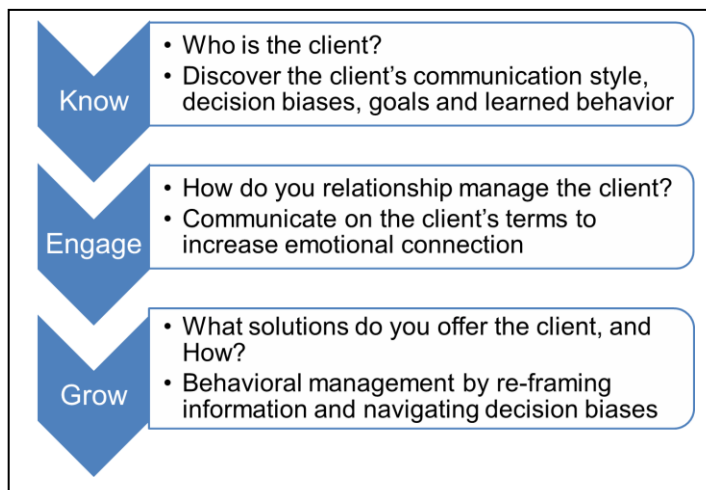 Know
• Who is the client?
• Discover the client's communication style,
decision biases, goals and learned behavior
Engage
• How do you relationship manage the client?
• Communicate on the client's terms to
increase emotional connection
Grow
• What solutions do you offer the client, and
How?
• Behavioral management by re-framing
information and navigating decision biases